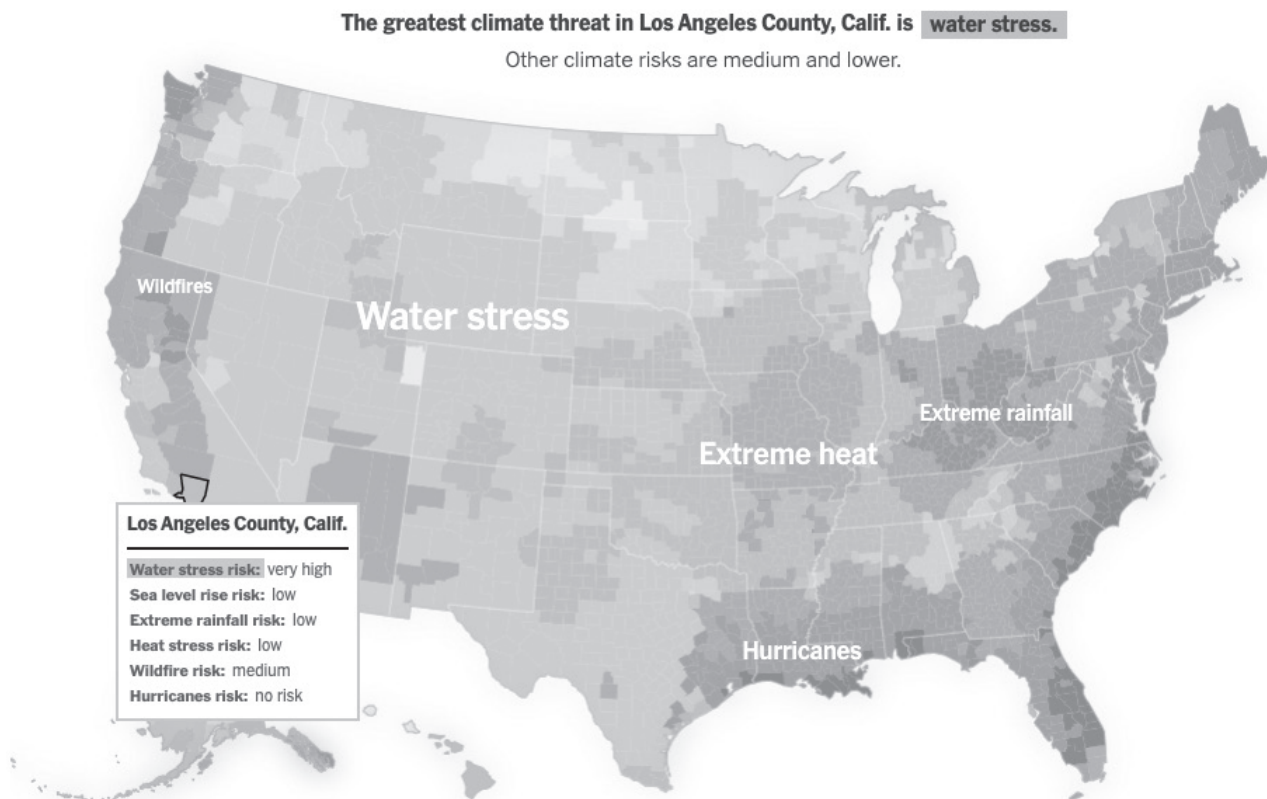 The greatest climate threat in Los Angeles County, Calif. is water stress.
Other climate risks are medium and lower.
Wildfires
Water stress
Extreme rainfall
Extreme heat
Los Angeles County, Calif.
Water stress risk: very high
Sea level rise risk: low
Extreme rainfall risk: low
Heat stress risk: low
Wildfire risk: medium
Hurricanes risk: no risk
Hurricanes